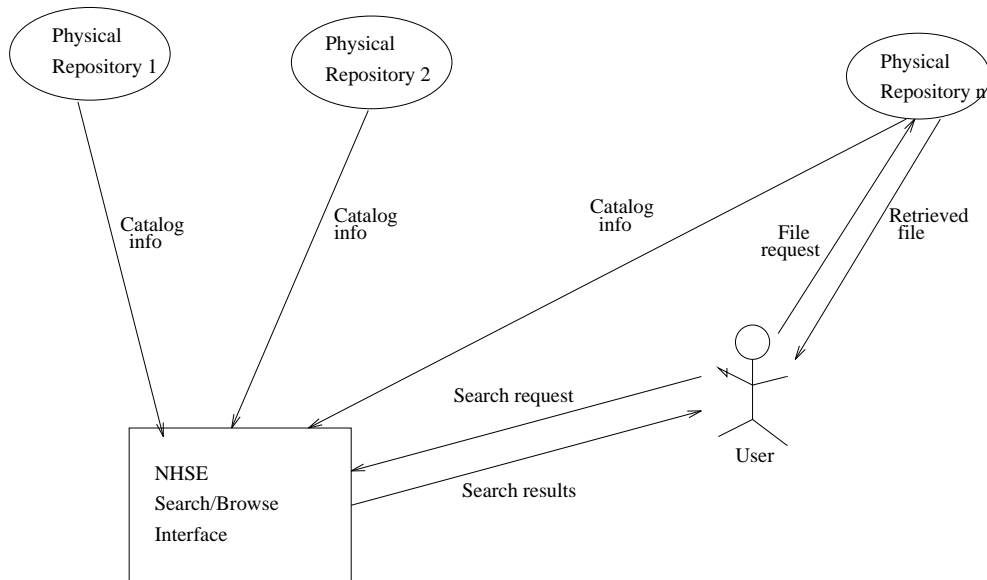 Physical
Repository 1
Physical
Repository 2
Physical
Repository n
Catalog
info
Catalog
info
Catalog
info
File
request
Retrieved
file
Search request
Search results
User
NHSE
Search/Browse
Interface